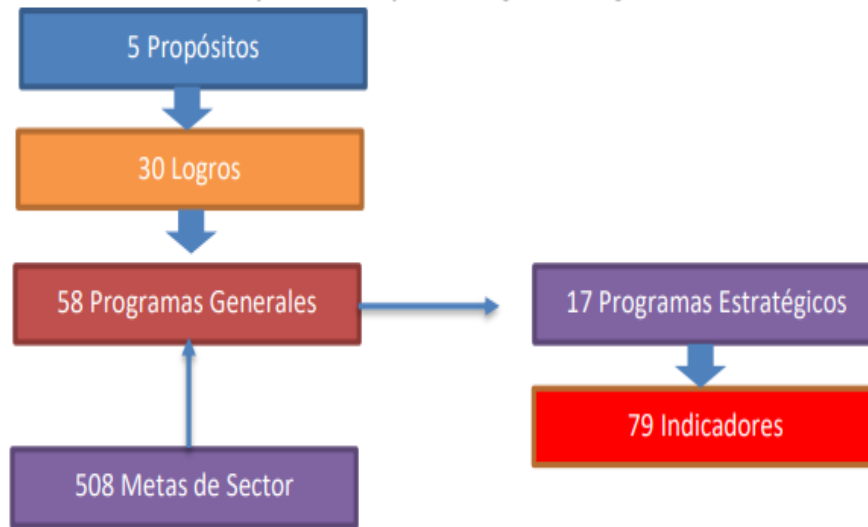 5 Propósitos
30 Logros
58 Programas Generales
17 Programas Estratégicos
79 Indicadores
508 Metas de Sector